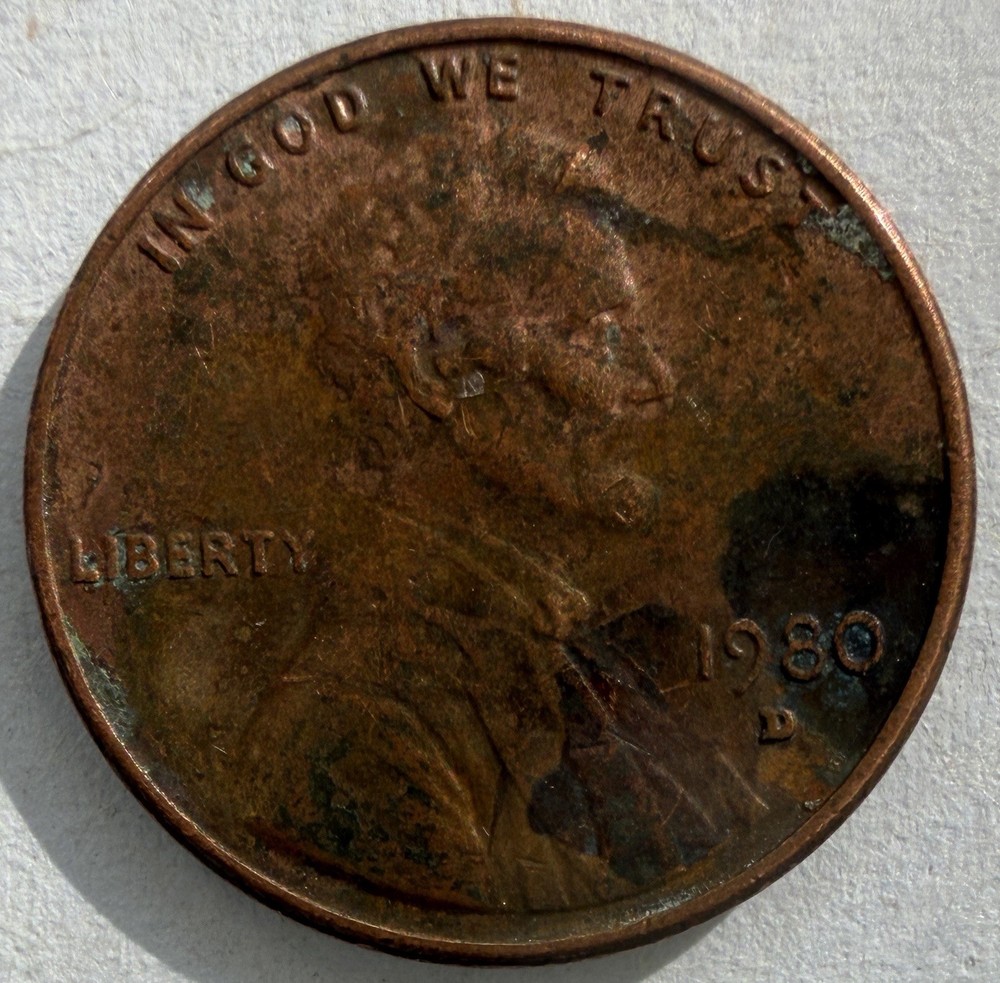 IN GOD WE TRUST
LIBERTY
1980
D